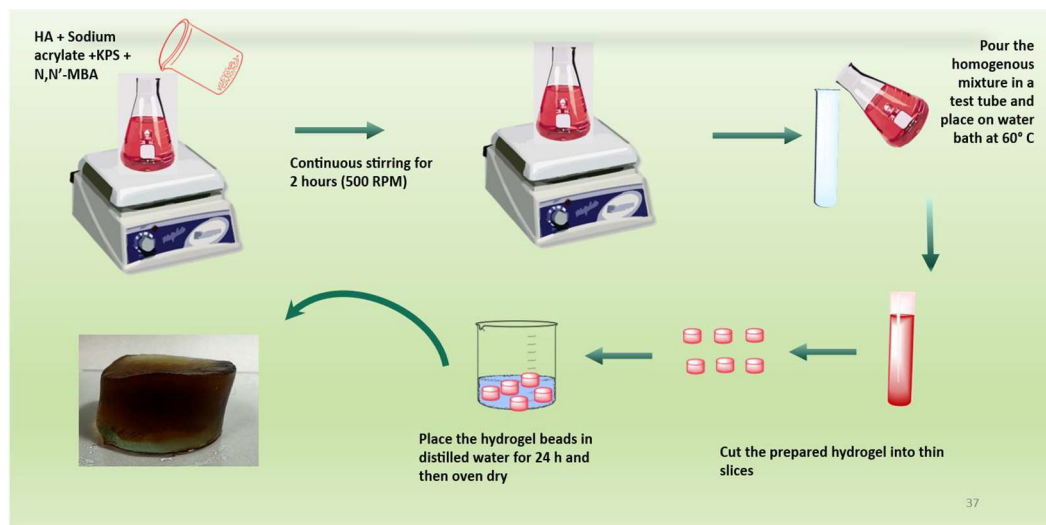 HA + Sodium
acrylate +KPS +
N,N'-MBA
Continuous stirring for
2 hours (500 RPM)
Pour the
homogenous
mixture in a
test tube and
place on water
bath at 60° C
Place the hydrogel beads in
distilled water for 24 h and
then oven dry
Cut the prepared hydrogel into thin
slices
37